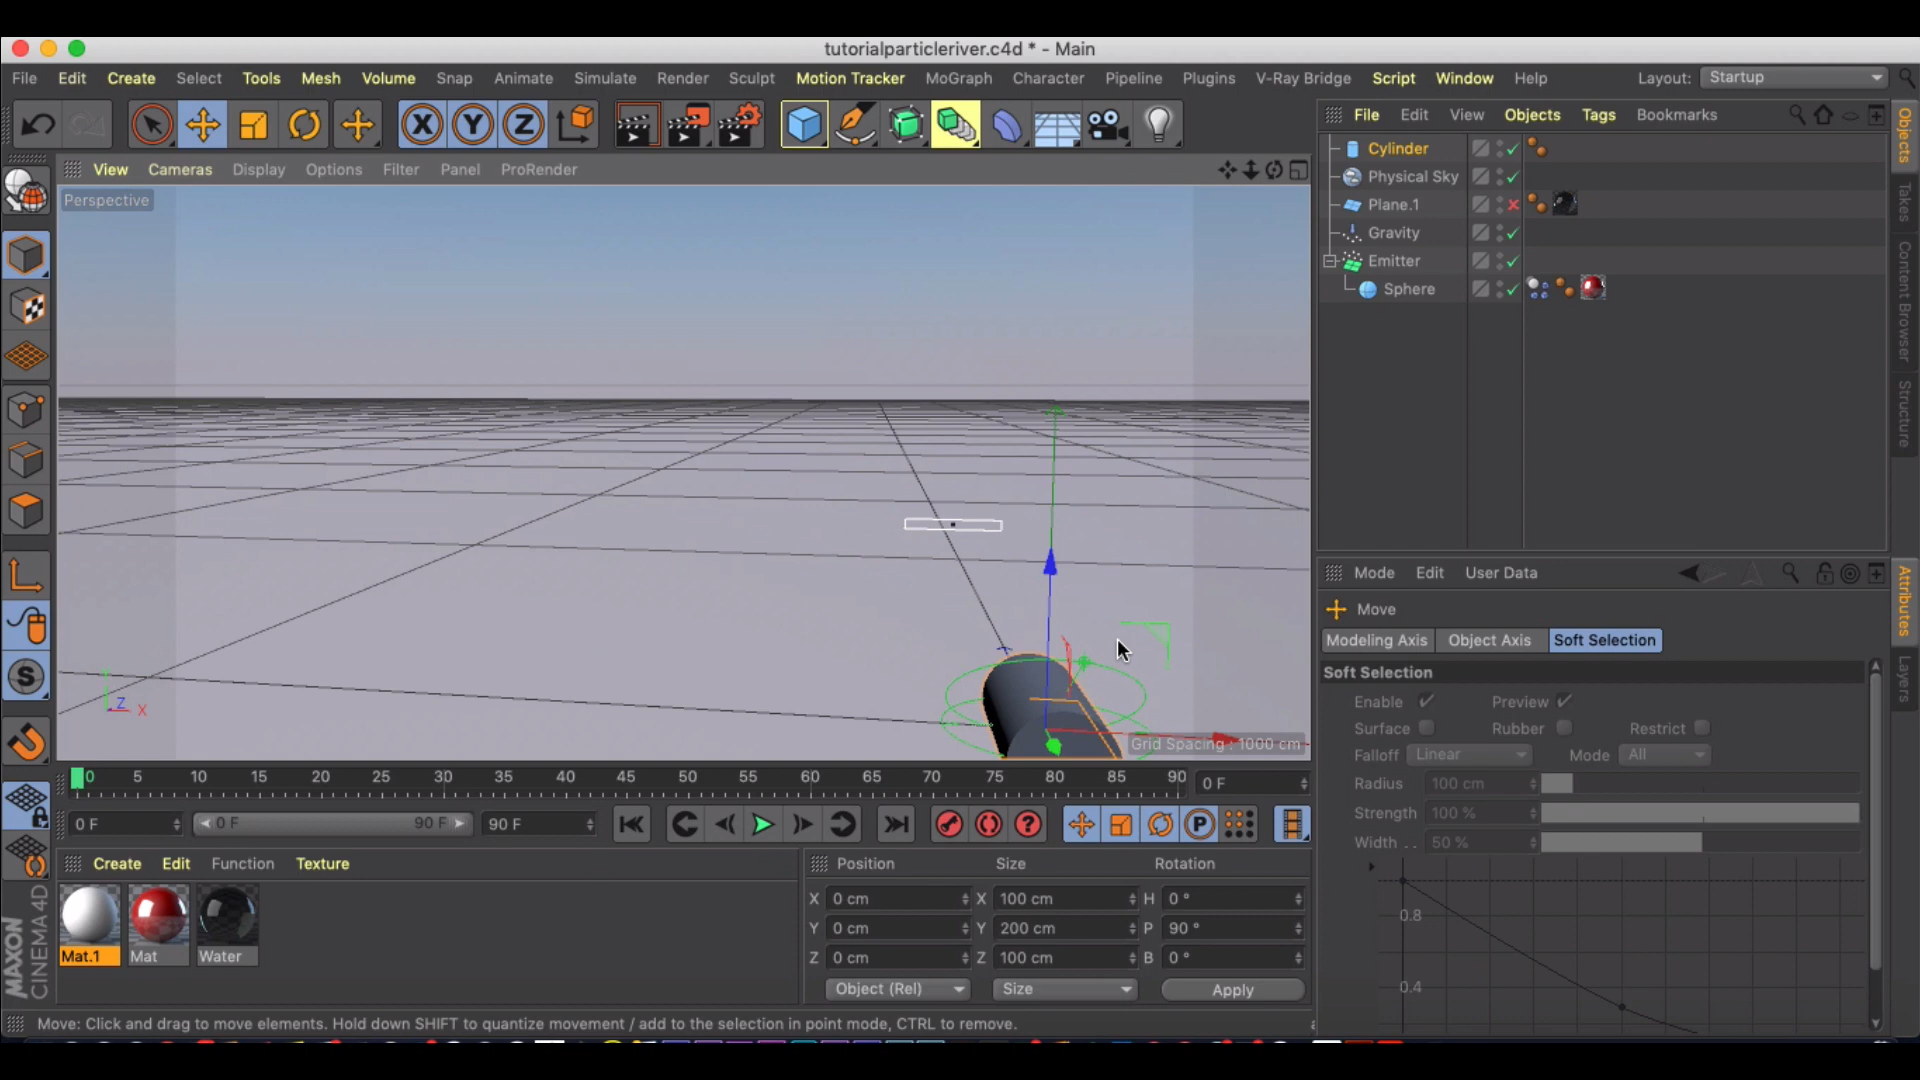 tutorialparticleriver.c4d * - Main
File Edit Create Select Tools Mesh Volume Snap Animate Simulate Render Sculpt Motion Tracker MoGraph Character Pipeline Plugins V-Ray Bridge Script Window Help Layout: Startup
File Edit View Objects Tags Bookmarks
View Cameras Display Options Filter Panel ProRender
Perspective
Cylinder
Physical Sky
Plane.1
Gravity
Emitter
Sphere
Objects
Takes
Content Browser
Structure
Mode Edit User Data
Move
Modeling Axis Object Axis Soft Selection
Soft Selection
Enable Preview
Surface Rubber Restrict
Falloff Linear Mode All
Radius 100 cm
Strength 100 %
Width . . 50 %
0.8
0.4
Attributes
Layers
Z X
Grid Spacing : 1000 cm
0 5 10 15 20 25 30 35 40 45 50 55 60 65 70 75 80 85 90 0 F
0 F 0 F 90 F 90 F
Create Edit Function Texture
Mat.1 Mat Water
Position Size Rotation
X 0 cm X 100 cm H 0 °
Y 0 cm Y 200 cm P 90 °
Z 0 cm Z 100 cm B 0 °
Object (Rel) Size Apply
MAXON
CINEMA 4D
Move: Click and drag to move elements. Hold down SHIFT to quantize movement / add to the selection in point mode, CTRL to remove.